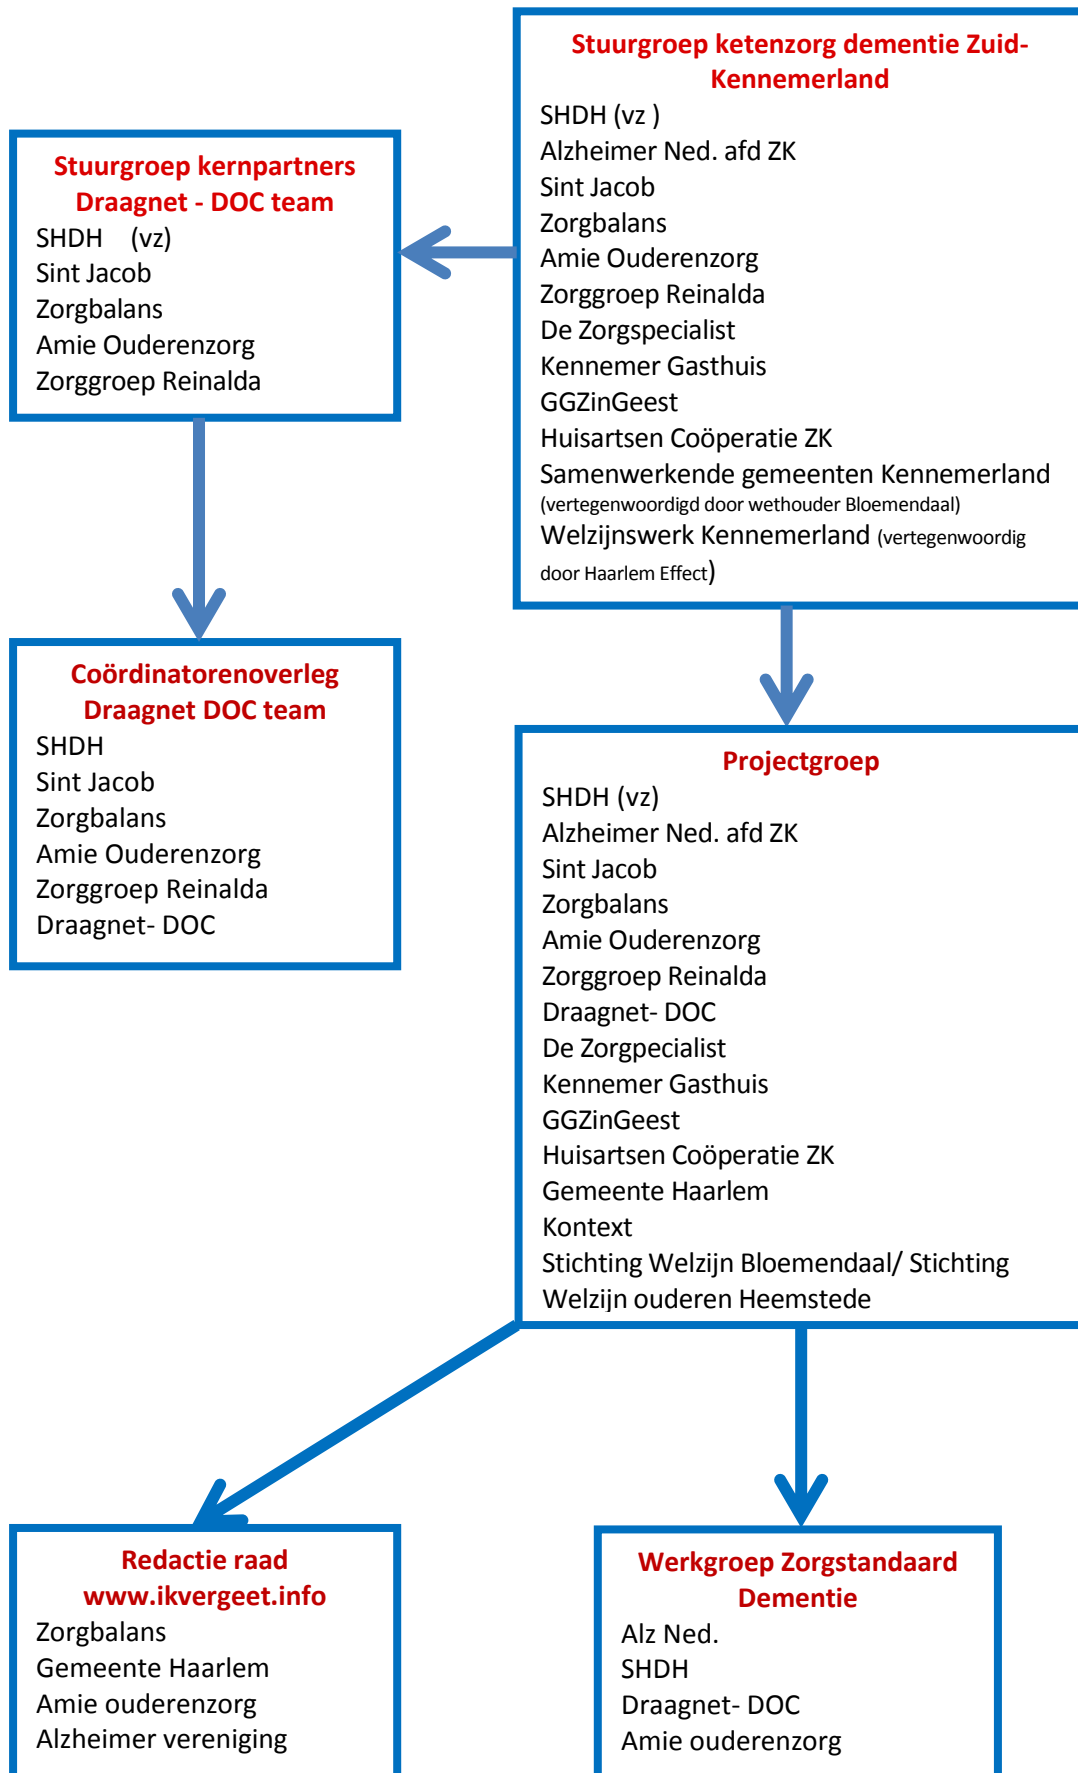 Stuurgroep ketenzorg dementie Zuid-
Kennemerland
SHDH (vz )
Alzheimer Ned. afd ZK
Sint Jacob
Zorgbalans
Amie Ouderenzorg
Zorggroep Reinalda
De Zorgspecialist
Kennemer Gasthuis
GGZinGeest
Huisartsen Coöperatie ZK
Samenwerkende gemeenten Kennemerland
(vertegenwoordigd door wethouder Bloemendaal)
Welzijnswerk Kennemerland (vertegenwoordig
door Haarlem Effect)
Stuurgroep kernpartners
Draagnet - DOC team
SHDH (vz)
Sint Jacob
Zorgbalans
Amie Ouderenzorg
Zorggroep Reinalda
Coördinatorenoverleg
Draagnet DOC team
SHDH
Sint Jacob
Zorgbalans
Amie Ouderenzorg
Zorggroep Reinalda
Draagnet- DOC
Projectgroep
SHDH (vz)
Alzheimer Ned. afd ZK
Sint Jacob
Zorgbalans
Amie Ouderenzorg
Zorggroep Reinalda
Draagnet- DOC
De Zorgpecialist
Kennemer Gasthuis
GGZinGeest
Huisartsen Coöperatie ZK
Gemeente Haarlem
Kontext
Stichting Welzijn Bloemendaal/ Stichting
Welzijn ouderen Heemstede
Redactie raad
www.ikvergeet.info
Zorgbalans
Gemeente Haarlem
Amie ouderenzorg
Alzheimer vereniging
Werkgroep Zorgstandaard
Dementie
Alz Ned.
SHDH
Draagnet- DOC
Amie ouderenzorg